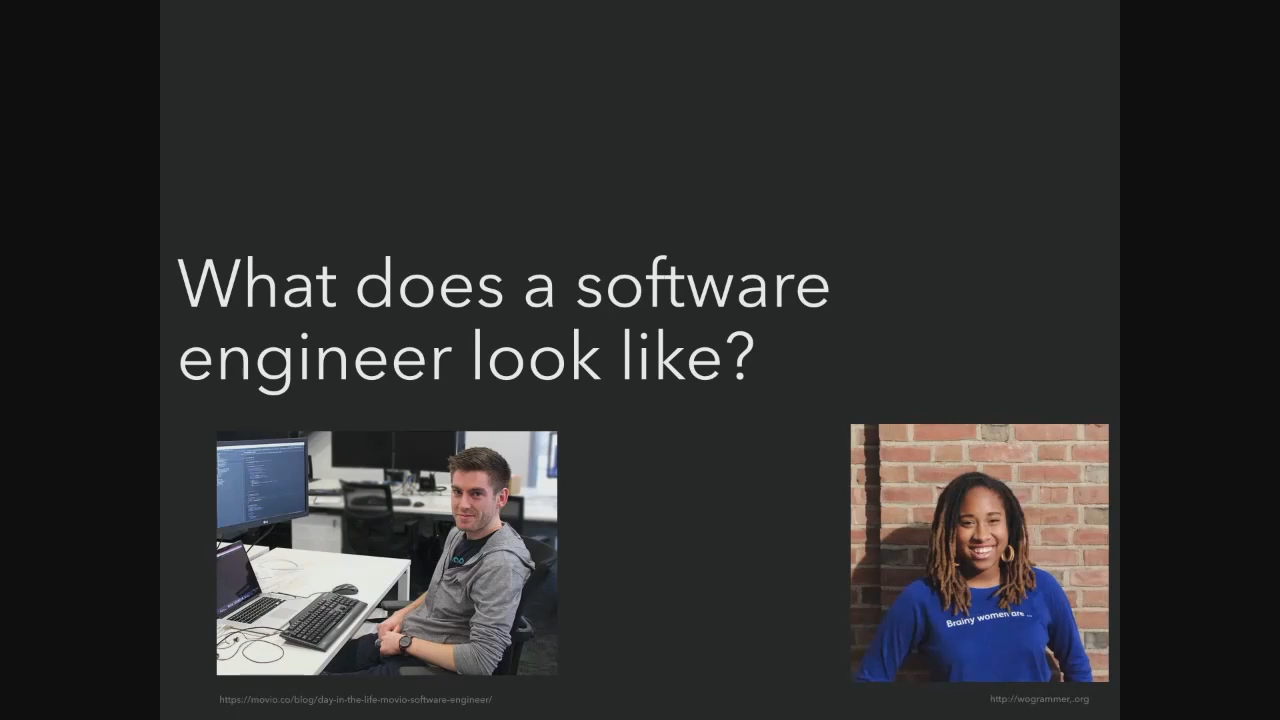 What does a software
engineer look like?
Brainy women are ...
https://movio.co/blog/day-in-the-life-movio-software-engineer/
http://wogrammer,.org